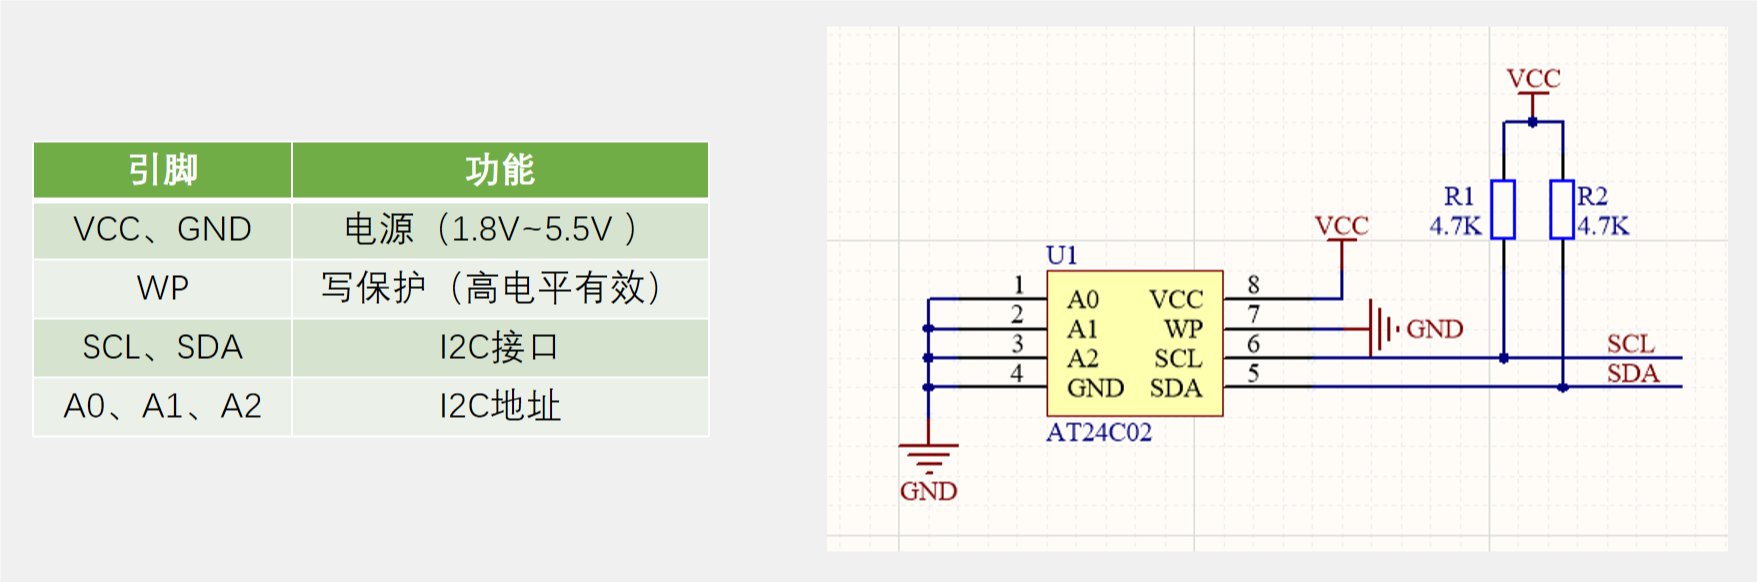 引脚 功能
VCC、GND 电源（1.8V~5.5V ）
WP 写保护（高电平有效）
SCL、SDA I2C接口
A0、A1、A2 I2C地址
VCC
R1 R2
4.7K 4.7K
VCC
U1
1 A0 VCC 8
2 A1 WP 7 GND
3 A2 SCL 6 SCL
4 GND SDA 5 SDA
AT24C02
GND